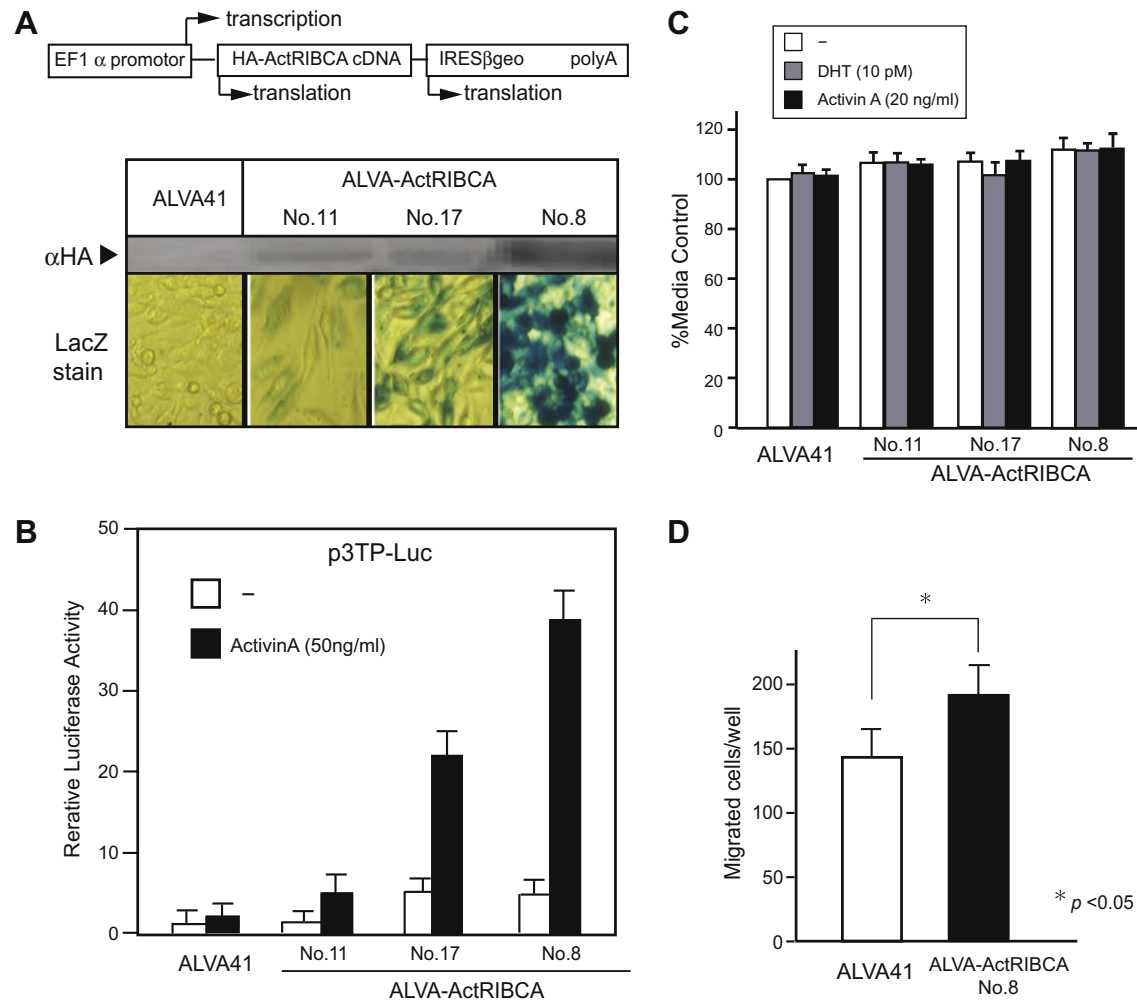 A
transcription
EF1 α promotor
HA-ActRIBCA cDNA
IRESβgeo polyA
translation
translation
ALVA41
ALVA-ActRIBCA
No.11 No.17 No.8
αHA
LacZ
stain
B
50
40
30
20
10
0
Rerative Luciferase Activity
p3TP-Luc
–
ActivinA (50ng/ml)
ALVA41
No.11 No.17 No.8
ALVA-ActRIBCA
C
–
DHT (10 pM)
Activin A (20 ng/ml)
120
100
80
60
40
20
0
%Media Control
ALVA41
No.11 No.17 No.8
ALVA-ActRIBCA
D
*
200
150
100
50
0
Migrated cells/well
* p <0.05
ALVA41
ALVA-ActRIBCA
No.8